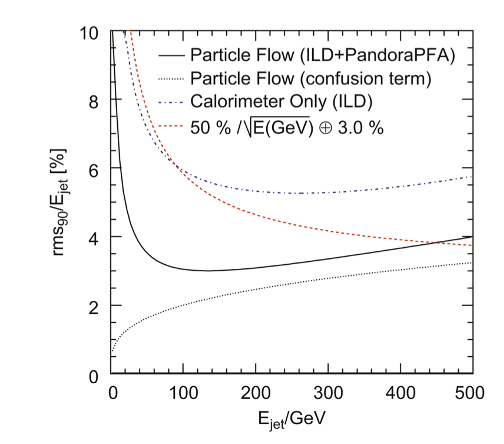 10
8
6
4
2
0
rms90/Ejet [%]
Particle Flow (ILD+PandoraPFA)
Particle Flow (confusion term)
Calorimeter Only (ILD)
50 % /√E(GeV) ⊕ 3.0 %
0 100 200 300 400 500
Ejet/GeV